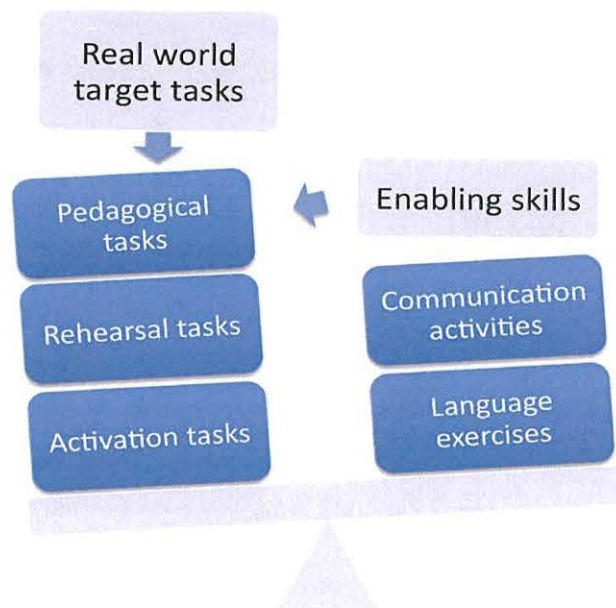 Real world
target tasks
Pedagogical
tasks
Rehearsal tasks
Activation tasks
Enabling skills
Communication
activities
Language
exercises